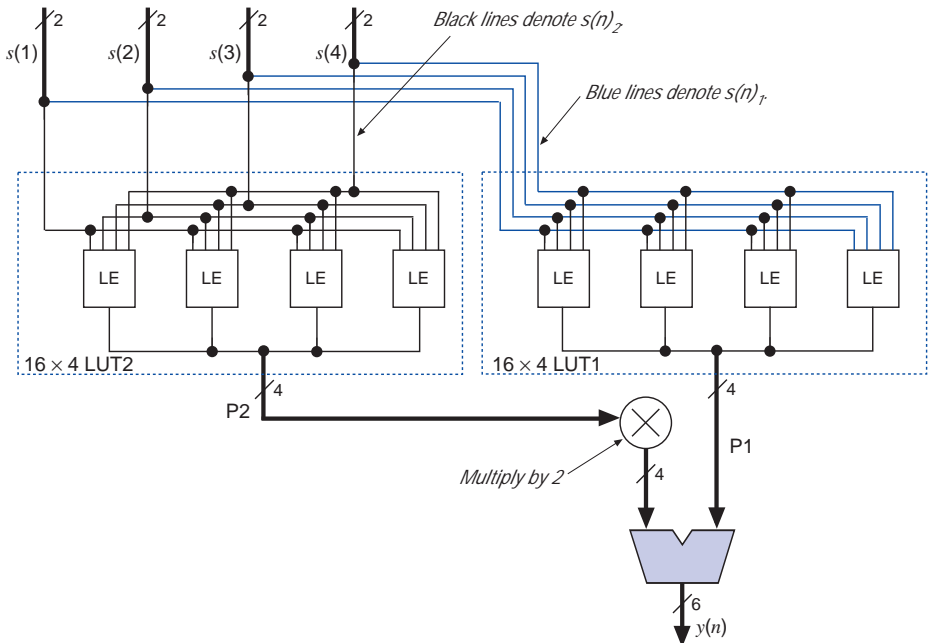 2 2 2 2
Black lines denote s(n)2
s(1) s(2) s(3) s(4)
Blue lines denote s(n)1.
LE LE LE LE LE LE LE LE
16 × 4 LUT2 16 × 4 LUT1
4 4
P2
P1
Multiply by 2
4
6
y(n)